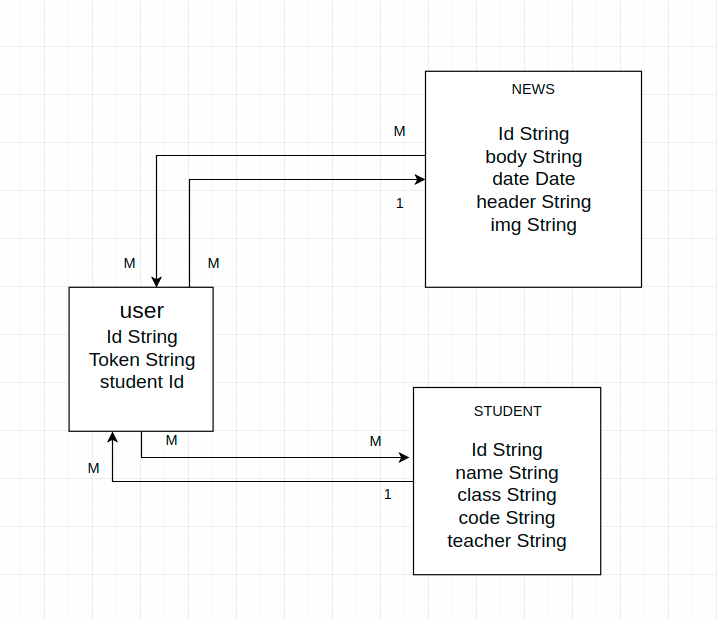 NEWS
Id String
body String
date Date
header String
img String
M
1
M
M
user
Id String
Token String
student Id
M
M
M
1
STUDENT
Id String
name String
class String
code String
teacher String